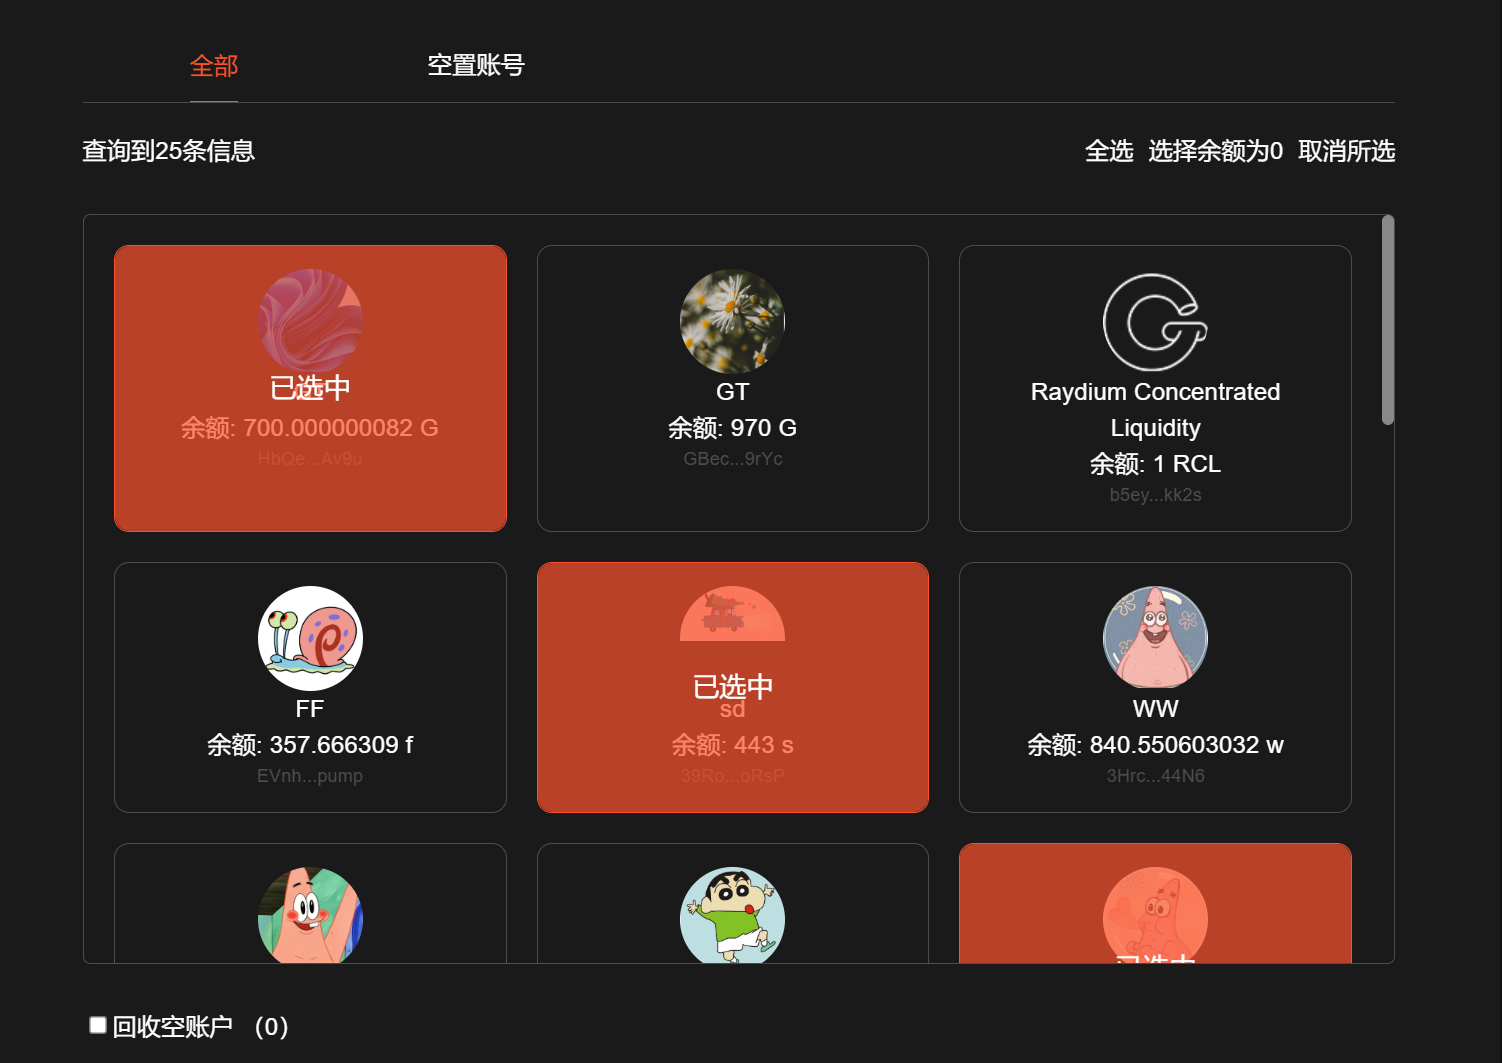 全部
空置账号
查询到25条信息
全选 选择余额为0 取消所选
已选中
余额: 700.000000082 G
HbQe...Av9u
GT
余额: 970 G
GBec...9rYc
Raydium Concentrated
Liquidity
余额: 1 RCL
b5ey...kk2s
FF
余额: 357.666309 f
EVnh...pump
已选中
sd
余额: 443 s
39Ro...oRsP
WW
余额: 840.550603032 w
3Hrc...44N6
已选中
回收空账户 (0)